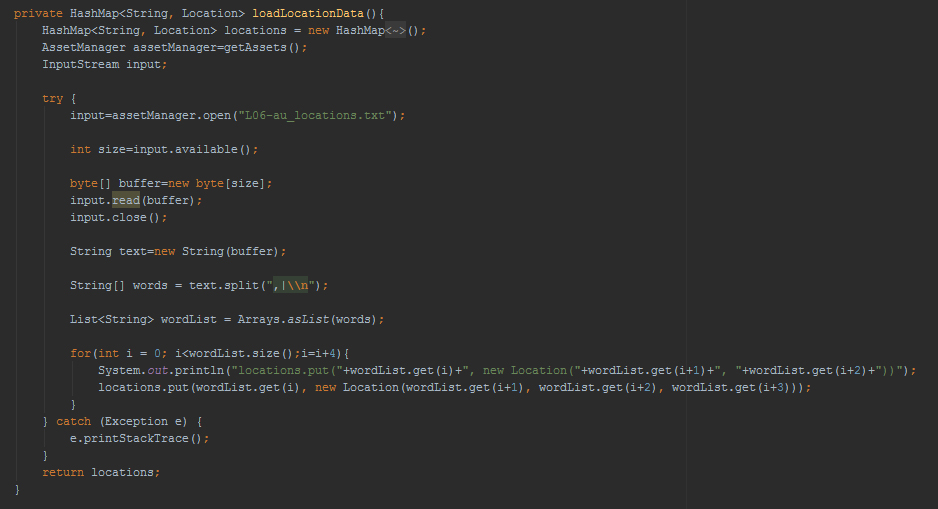 private HashMap<String, Location> loadLocationData(){
HashMap<String, Location> locations = new HashMap<~>();
AssetManager assetManager=getAssets();
InputStream input;
try {
input=assetManager.open("L06-au_locations.txt");
int size=input.available();
byte[] buffer=new byte[size];
input.read(buffer);
input.close();
String text=new String(buffer);
String[] words = text.split(",|\\n");
List<String> wordList = Arrays.asList(words);
for(int i = 0; i<wordList.size();i=i+4){
System.out.println("locations.put("+wordList.get(i)+", new Location("+wordList.get(i+1)+", "+wordList.get(i+2)+"))");
locations.put(wordList.get(i), new Location(wordList.get(i+1), wordList.get(i+2), wordList.get(i+3)));
}
} catch (Exception e) {
e.printStackTrace();
}
return locations;
}